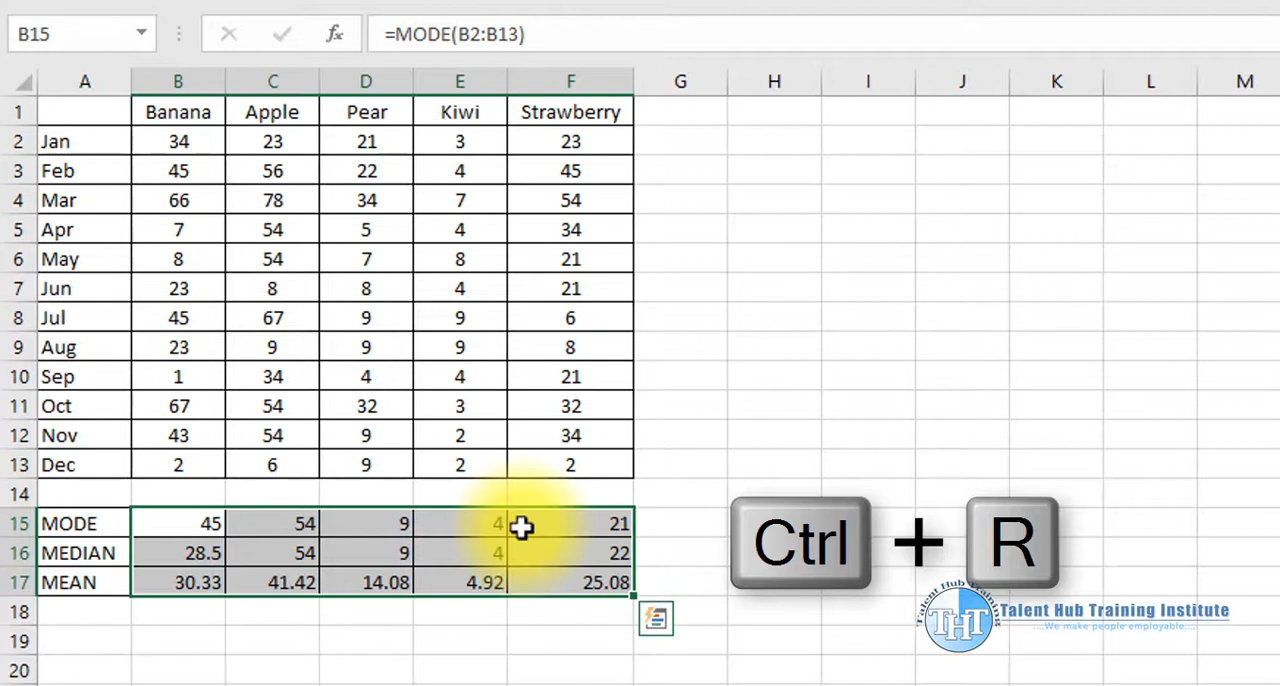 B15 fx =MODE(B2:B13)
A B C D E F G H I J K L M
1 Banana Apple Pear Kiwi Strawberry
2 Jan 34 23 21 3 23
3 Feb 45 56 22 4 45
4 Mar 66 78 34 7 54
5 Apr 7 54 5 4 34
6 May 8 54 7 8 21
7 Jun 23 8 8 4 21
8 Jul 45 67 9 9 6
9 Aug 23 9 9 9 8
10 Sep 1 34 4 4 21
11 Oct 67 54 32 3 32
12 Nov 43 54 9 2 34
13 Dec 2 6 9 2 2
14
15 MODE 45 54 9 4 21
16 MEDIAN 28.5 54 9 4 22
17 MEAN 30.33 41.42 14.08 4.92 25.08
18
19
20
Ctrl + R
Talent Hub Training
THT
Talent Hub Training Institute
....We make people employable....